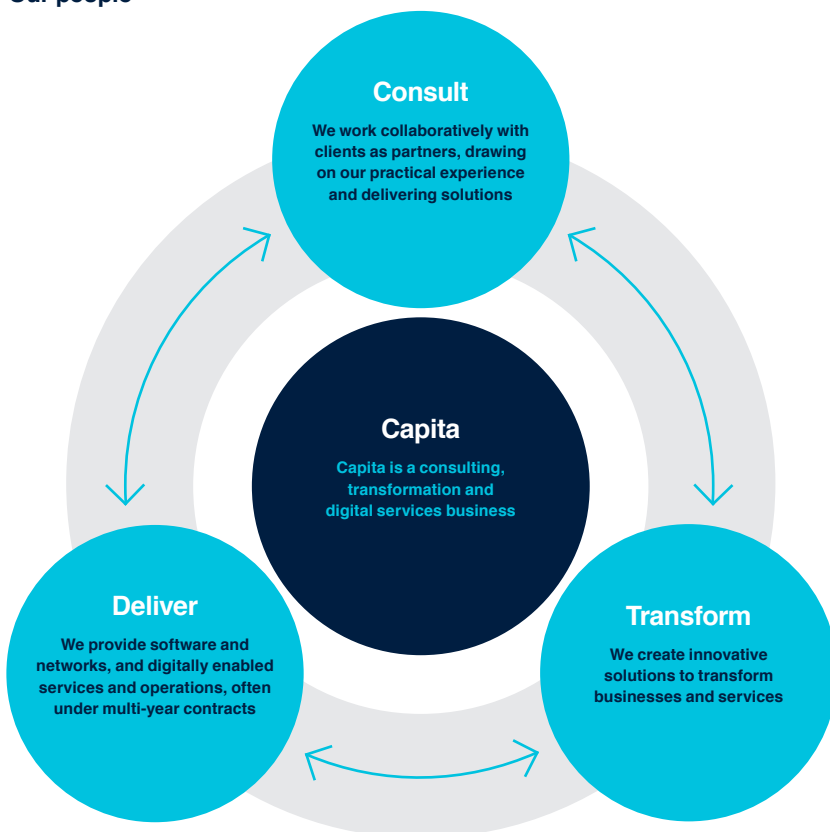 Our people
Consult
We work collaboratively with
clients as partners, drawing
on our practical experience
and delivering solutions
Capita
Capita is a consulting,
transformation and
digital services business
Deliver
We provide software and
networks, and digitally enabled
services and operations, often
under multi-year contracts
Transform
We create innovative
solutions to transform
businesses and services